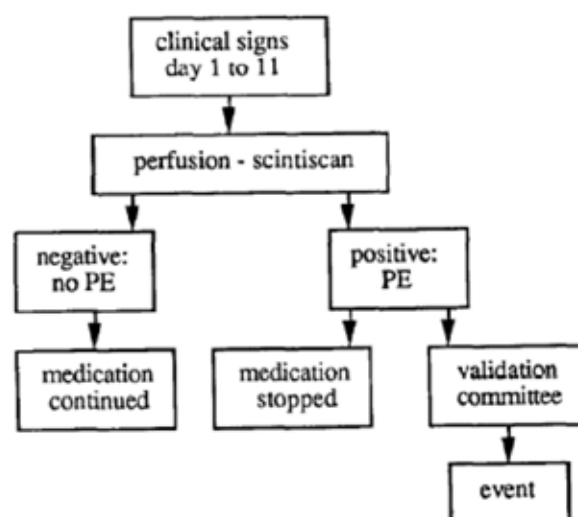 clinical signs
day 1 to 11
perfusion - scintiscan
negative:
no PE
positive:
PE
medication
continued
medication
stopped
validation
committee
event